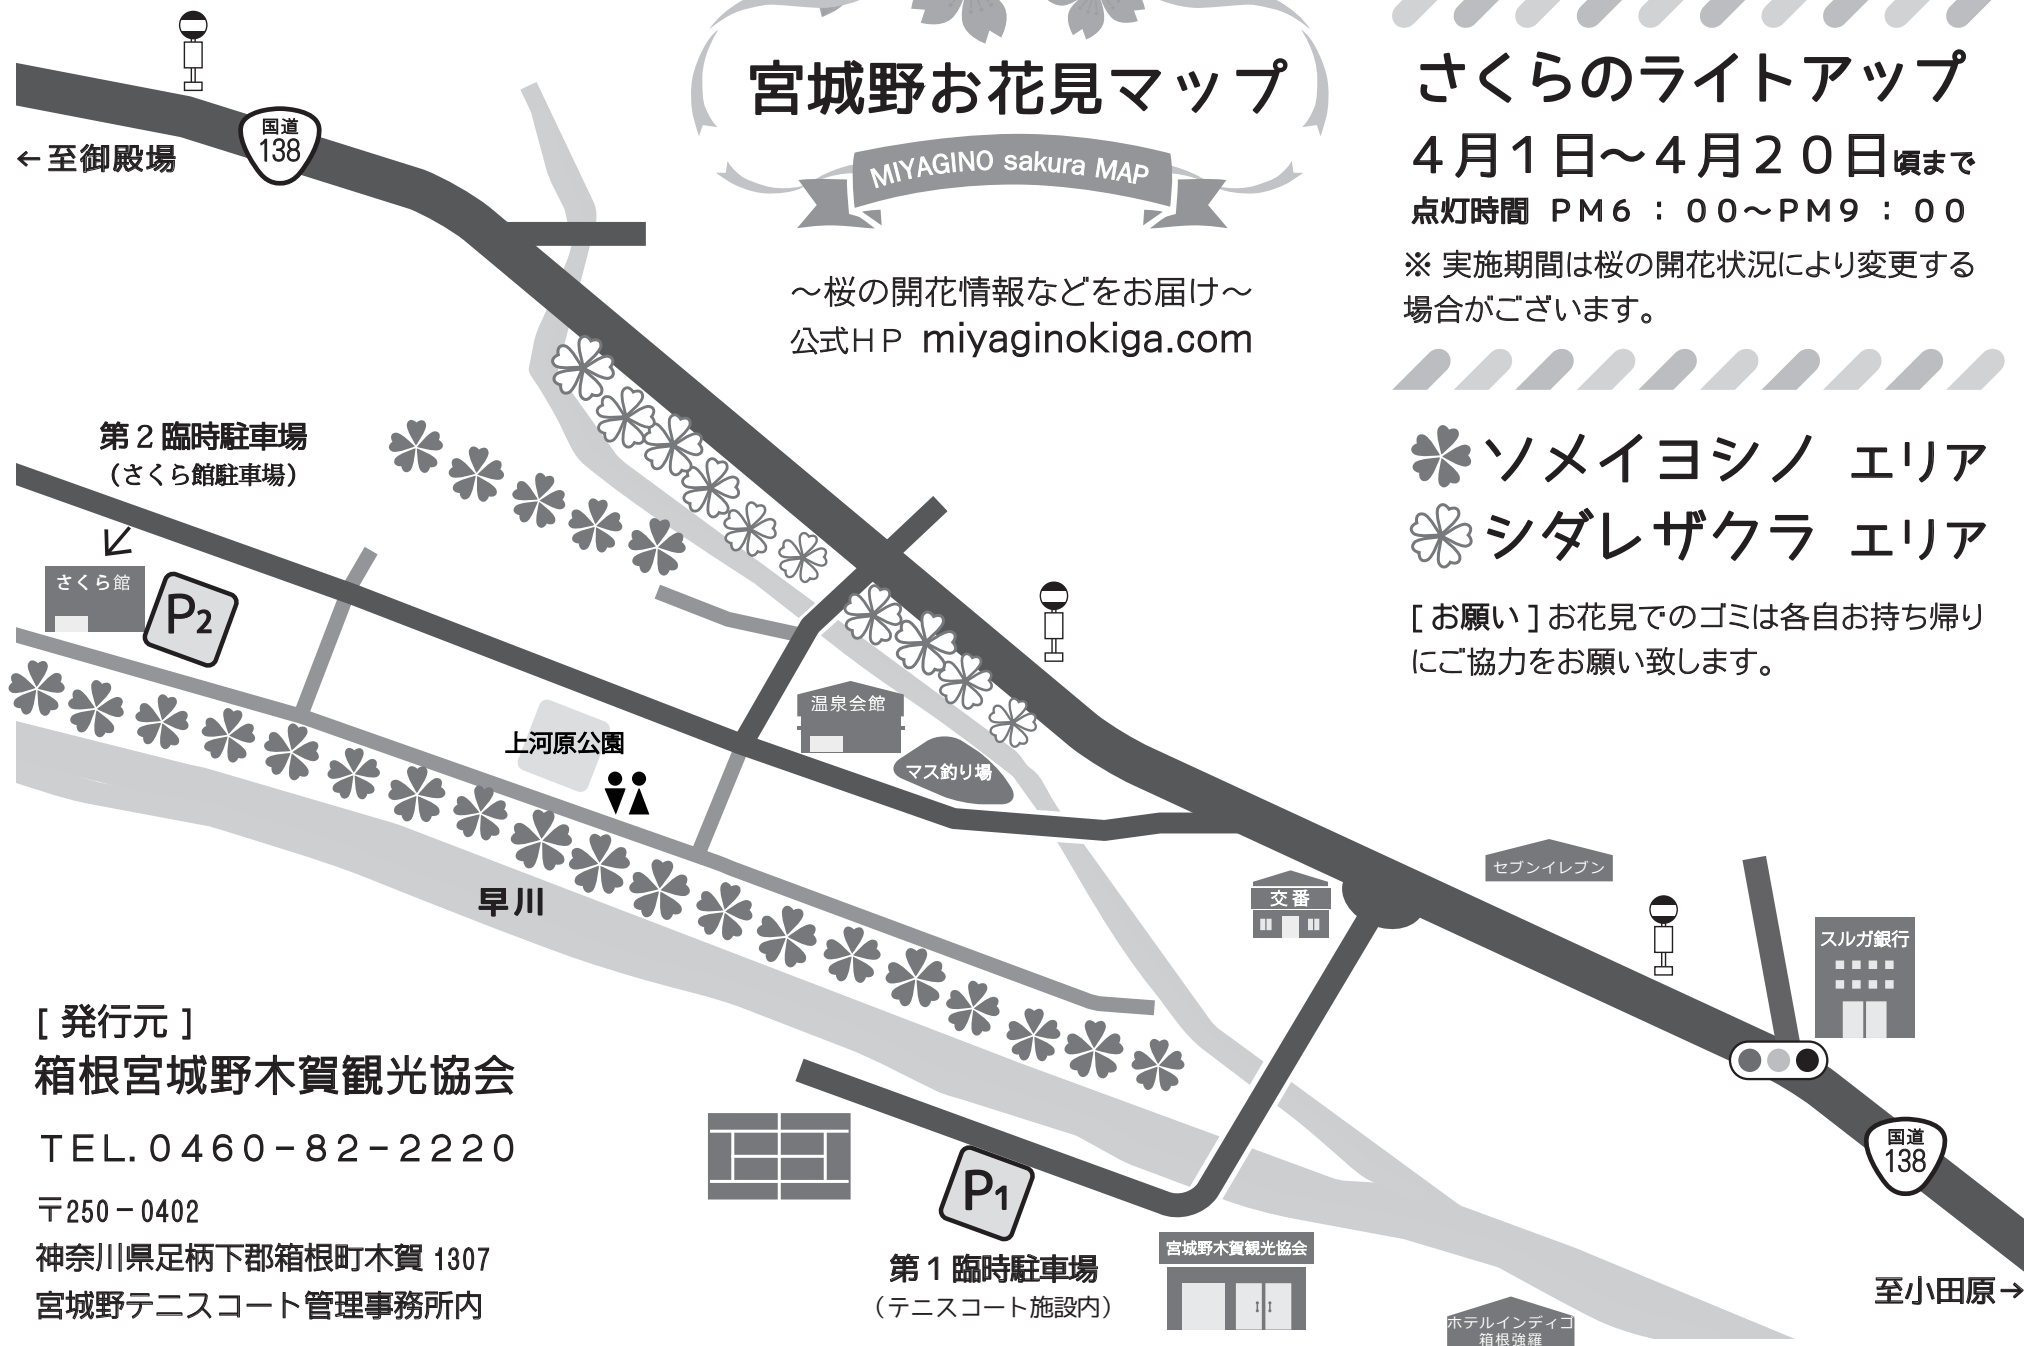 宮城野お花見マップ
MIYAGINO sakura MAP
～桜の開花情報などをお届け～
公式ＨＰ miyaginokiga.com
さくらのライトアップ
４月１日～４月２０日頃まで
点灯時間 ＰＭ６：００～ＰＭ９：００
※ 実施期間は桜の開花状況により変更する
場合がございます。
ソメイヨシノ エリア
シダレザクラ エリア
[ お願い ] お花見でのゴミは各自お持ち帰り
にご協力をお願い致します。
国道
138
←至御殿場
第２臨時駐車場
（さくら館駐車場）
さくら館
P2
上河原公園
温泉会館
マス釣り場
早川
交番
セブンイレブン
スルガ銀行
国道
138
至小田原→
P1
第１臨時駐車場
（テニスコート施設内）
宮城野木賀観光協会
ホテルインディゴ
箱根強羅
[ 発行元 ]
箱根宮城野木賀観光協会
ＴＥＬ.０４６０－８２－２２２０
〒250－0402
神奈川県足柄下郡箱根町木賀 1307
宮城野テニスコート管理事務所内